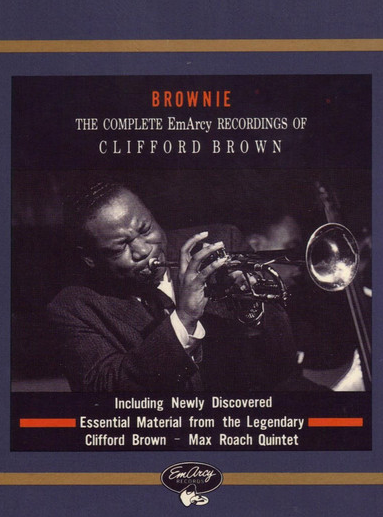 BROWNIE
THE COMPLETE EmArcy RECORDINGS OF
CLIFFORD BROWN
Including Newly Discovered
Essential Material from the Legendary
Clifford Brown – Max Roach Quintet
EmArcy
RECORDS